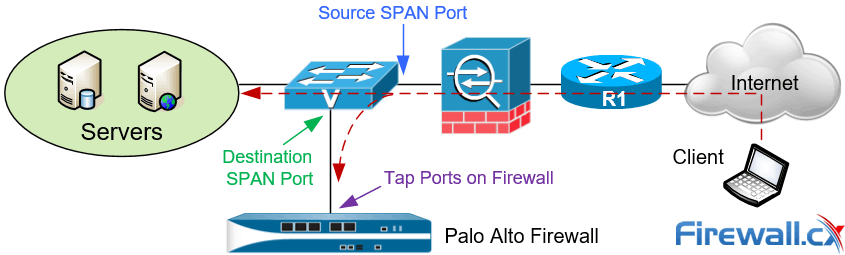 Source SPAN Port
Internet
Servers
V
R1
Destination
SPAN Port
Client
Tap Ports on Firewall
Palo Alto Firewall
Firewall.cx